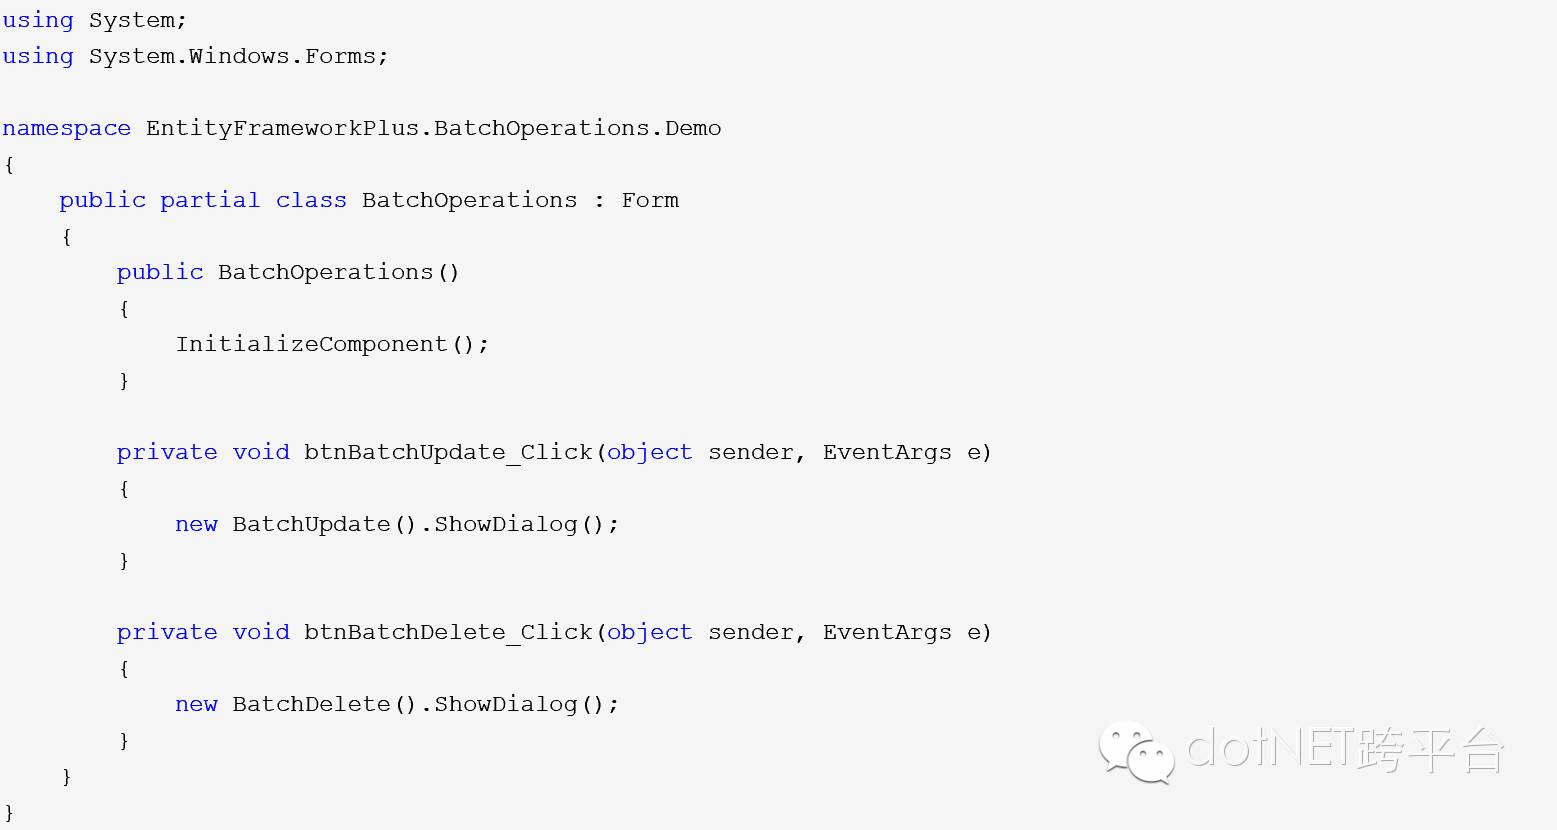 using System;
using System.Windows.Forms;

namespace EntityFrameworkPlus.BatchOperations.Demo
{
    public partial class BatchOperations : Form
    {
        public BatchOperations()
        {
            InitializeComponent();
        }

        private void btnBatchUpdate_Click(object sender, EventArgs e)
        {
            new BatchUpdate().ShowDialog();
        }

        private void btnBatchDelete_Click(object sender, EventArgs e)
        {
            new BatchDelete().ShowDialog();
        }
    }
}
dotNET跨平台